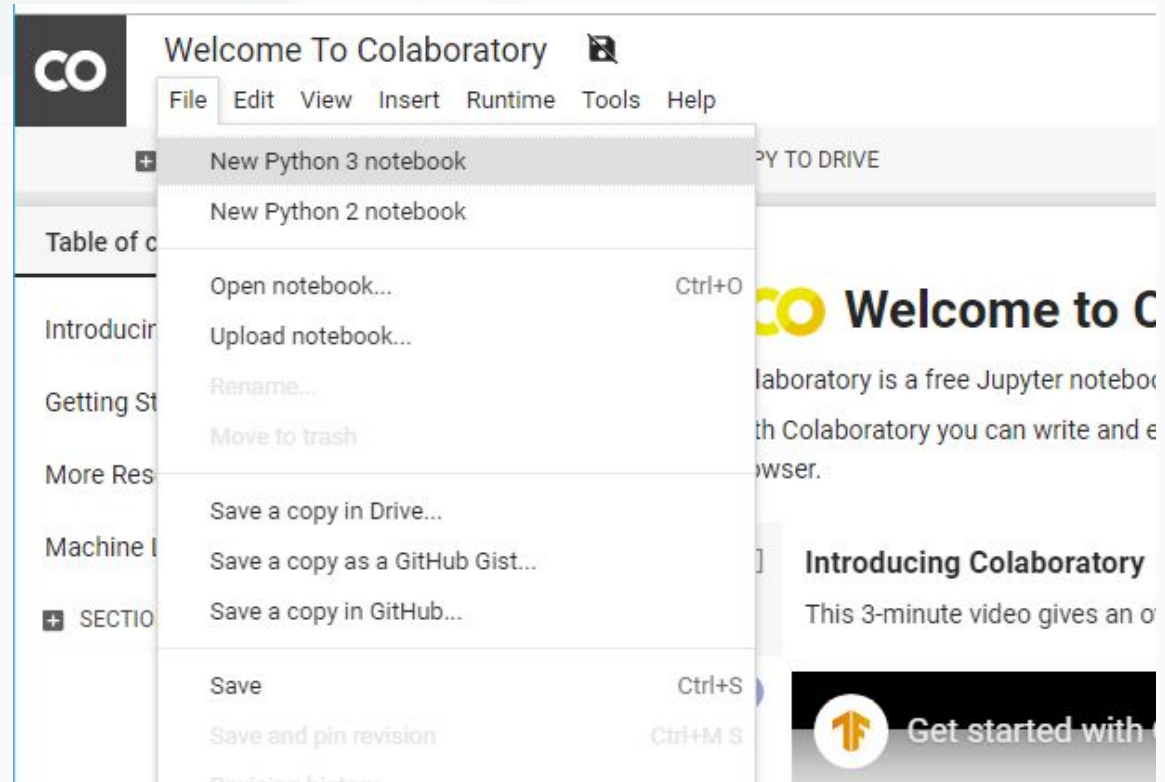 CO Welcome To Colaboratory
File Edit View Insert Runtime Tools Help
PY TO DRIVE
New Python 3 notebook
New Python 2 notebook
Open notebook... Ctrl+O
Upload notebook...
Rename...
Move to trash
Save a copy in Drive...
Save a copy as a GitHub Gist...
Save a copy in GitHub...
Save Ctrl+S
Save and pin revision Ctrl+M S
Table of c
Introducin
Getting St
More Res
Machine L
SECTIO
CO Welcome to C
laboratory is a free Jupyter noteboo
th Colaboratory you can write and e
owser.
Introducing Colaboratory
This 3-minute video gives an o
Get started with